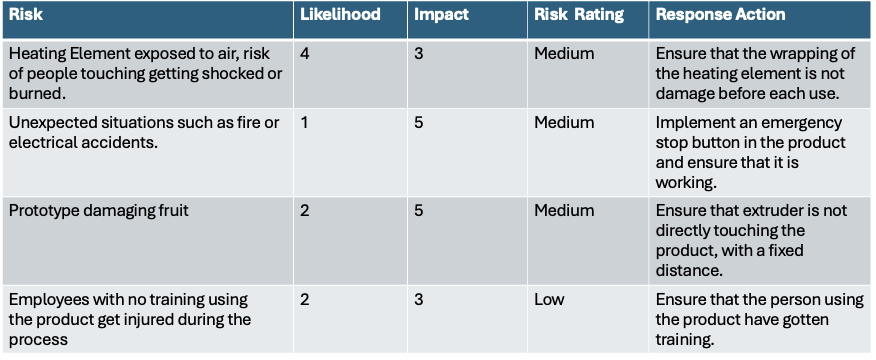 Risk Likelihood Impact Risk Rating Response Action
Heating Element exposed to air, risk 4 3 Medium Ensure that the wrapping of
of people touching getting shocked or the heating element is not
burned. damage before each use.
Unexpected situations such as fire or 1 5 Medium Implement an emergency
electrical accidents. stop button in the product
and ensure that it is
working.
Prototype damaging fruit 2 5 Medium Ensure that extruder is not
directly touching the
product, with a fixed
distance.
Employees with no training using 2 3 Low Ensure that the person using
the product get injured during the the product have gotten
process training.